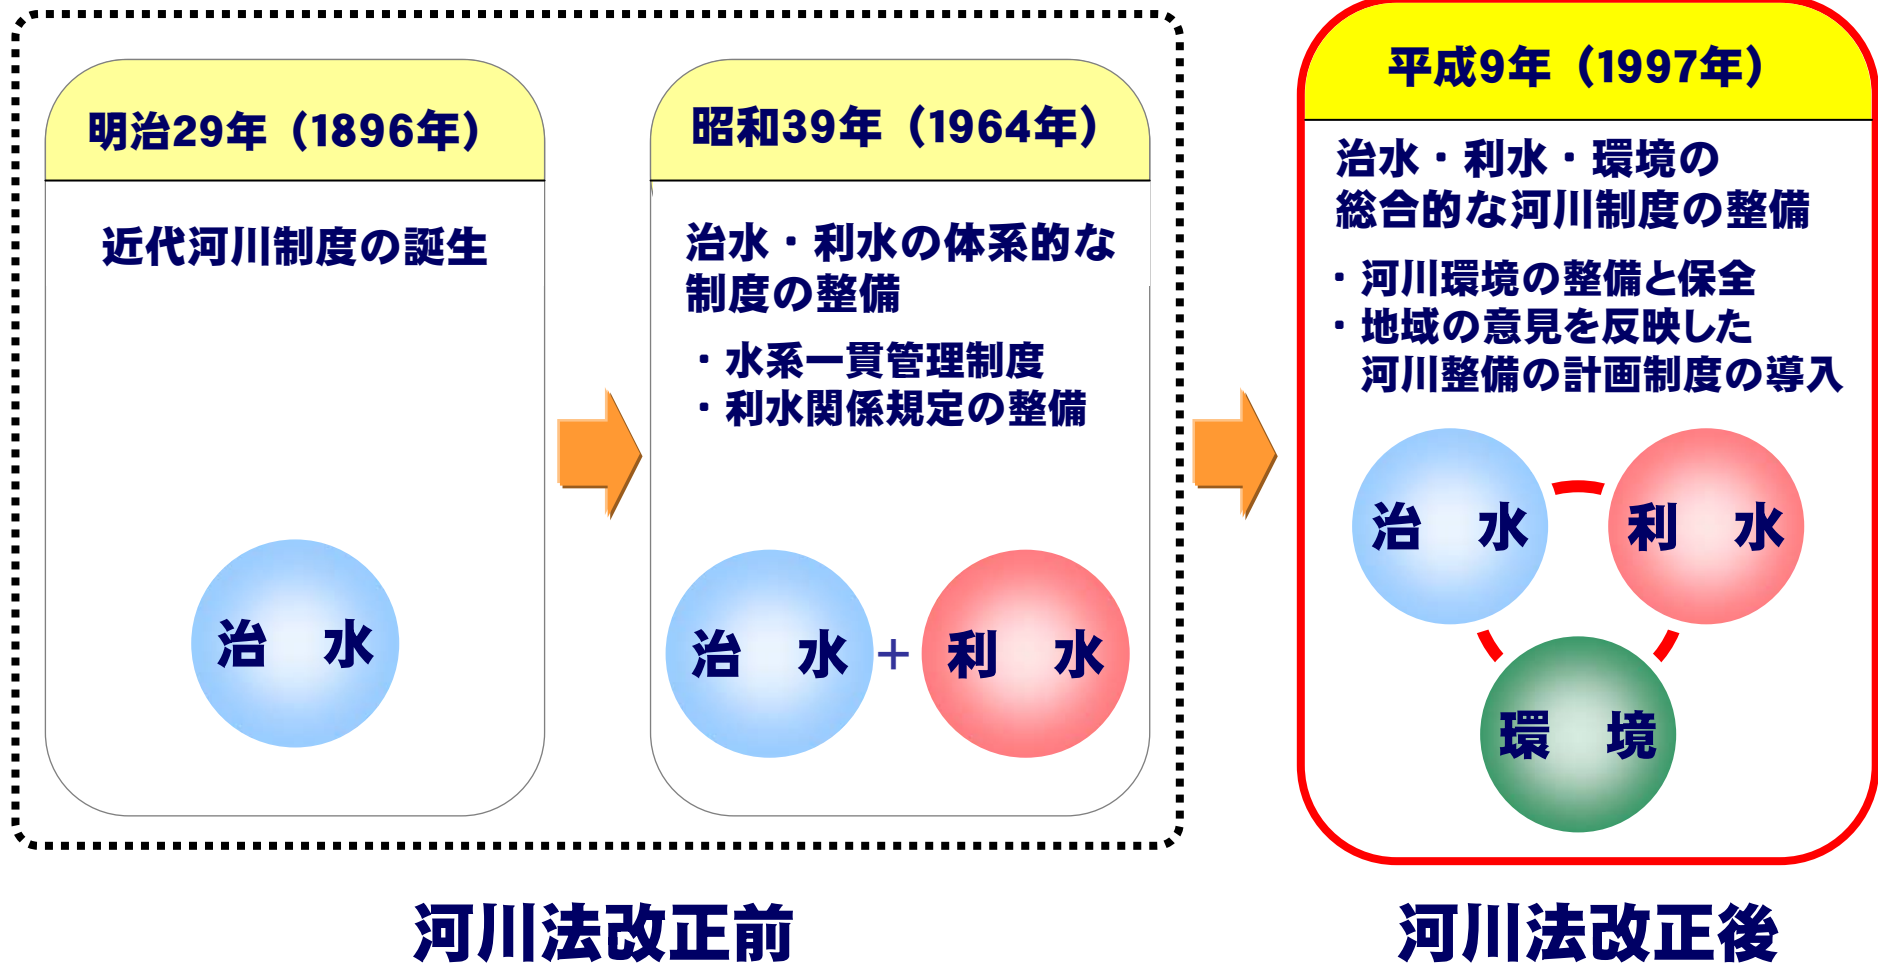 明治29年（1896年）
近代河川制度の誕生
治　水
昭和39年（1964年）
治水・利水の体系的な
制度の整備
・水系一貫管理制度
・利水関係規定の整備
治　水＋利　水
河川法改正前
平成9年（1997年）
治水・利水・環境の
総合的な河川制度の整備
・河川環境の整備と保全
・地域の意見を反映した
河川整備の計画制度の導入
治　水
利　水
環　境
河川法改正後